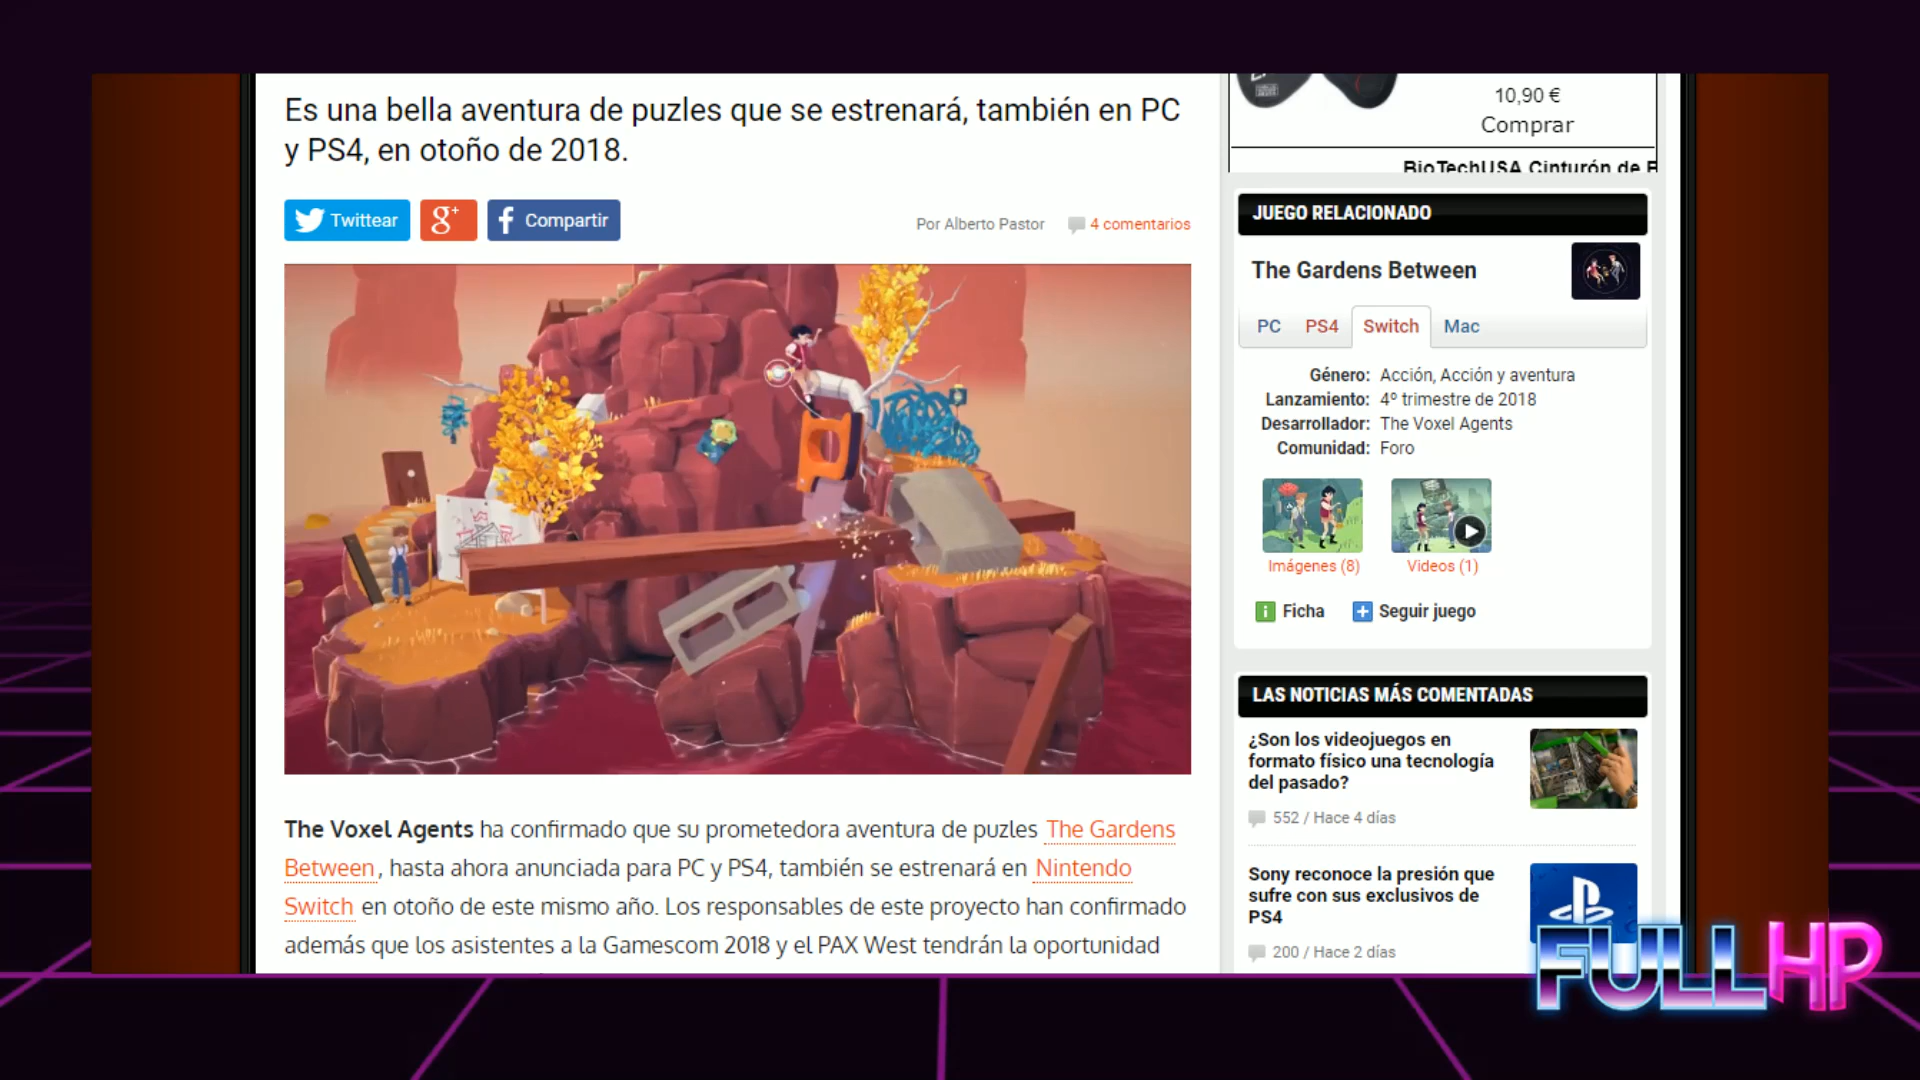 Es una bella aventura de puzles que se estrenará, también en PC
y PS4, en otoño de 2018.
Twittear
g+
Compartir
Por Alberto Pastor
4 comentarios
The Voxel Agents ha confirmado que su prometedora aventura de puzles The Gardens
Between, hasta ahora anunciada para PC y PS4, también se estrenará en Nintendo
Switch en otoño de este mismo año. Los responsables de este proyecto han confirmado
además que los asistentes a la Gamescom 2018 y el PAX West tendrán la oportunidad
10,90 €
Comprar
BioTechUSA Cinturón de
JUEGO RELACIONADO
The Gardens Between
PC PS4 Switch Mac
Género: Acción, Acción y aventura
Lanzamiento: 4º trimestre de 2018
Desarrollador: The Voxel Agents
Comunidad: Foro
Imágenes (8) Videos (1)
Ficha Seguir juego
LAS NOTICIAS MÁS COMENTADAS
¿Son los videojuegos en
formato físico una tecnología
del pasado?
552 / Hace 4 días
Sony reconoce la presión que
sufre con sus exclusivos de
PS4
200 / Hace 2 días
FULL HP